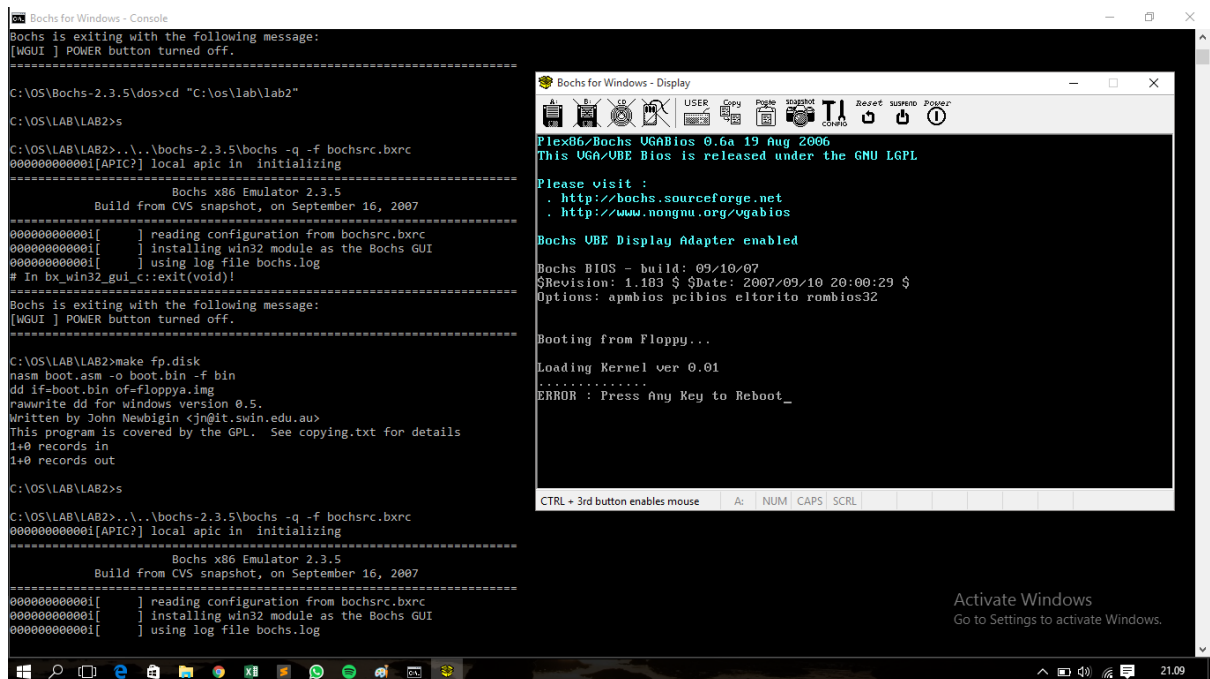 Bochs for Windows - Console
Bochs is exiting with the following message:
[WGUI ] POWER button turned off.
========================================================================
C:\OS\Bochs-2.3.5\dos>cd "C:\os\lab\lab2"
C:\OS\LAB\LAB2>s
C:\OS\LAB\LAB2>..\..\bochs-2.3.5\bochs -q -f bochsrc.bxrc
00000000000i[APIC?] local apic in  initializing
========================================================================
Bochs x86 Emulator 2.3.5
Build from CVS snapshot, on September 16, 2007
========================================================================
00000000000i[     ] reading configuration from bochsrc.bxrc
00000000000i[     ] installing win32 module as the Bochs GUI
00000000000i[     ] using log file bochs.log
# In bx_win32_gui_c::exit(void)!
========================================================================
Bochs is exiting with the following message:
[WGUI ] POWER button turned off.
========================================================================
C:\OS\LAB\LAB2>make fp.disk
nasm boot.asm -o boot.bin -f bin
dd if=boot.bin of=floppya.img
rawwrite dd for windows version 0.5.
Written by John Newbigin <jn@it.swin.edu.au>
This program is covered by the GPL.  See copying.txt for details
1+0 records in
1+0 records out
C:\OS\LAB\LAB2>s
C:\OS\LAB\LAB2>..\..\bochs-2.3.5\bochs -q -f bochsrc.bxrc
00000000000i[APIC?] local apic in  initializing
========================================================================
Bochs x86 Emulator 2.3.5
Build from CVS snapshot, on September 16, 2007
========================================================================
00000000000i[     ] reading configuration from bochsrc.bxrc
00000000000i[     ] installing win32 module as the Bochs GUI
00000000000i[     ] using log file bochs.log
Bochs for Windows - Display
A: B: CD USER Copy Paste snapshot CONFIG Reset SUSPEND Power
Plex86/Bochs VGABios 0.6a 19 Aug 2006
This VGA/VBE Bios is released under the GNU LGPL
Please visit :
. http://bochs.sourceforge.net
. http://www.nongnu.org/vgabios
Bochs VBE Display Adapter enabled
Bochs BIOS - build: 09/10/07
$Revision: 1.183 $ $Date: 2007/09/10 20:00:29 $
Options: apmbios pcibios eltorito rombios32
Booting from Floppy...
Loading Kernel ver 0.01
..............
ERROR : Press Any Key to Reboot_
CTRL + 3rd button enables mouse A: NUM CAPS SCRL
Activate Windows
Go to Settings to activate Windows.
21.09